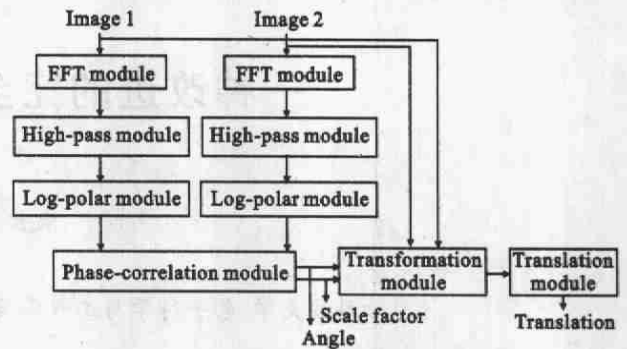 Image 1 Image 2
FFT module FFT module
High-pass module High-pass module
Log-polar module Log-polar module
Phase-correlation module
Transformation
module
Translation
module
Scale factor
Angle
Translation